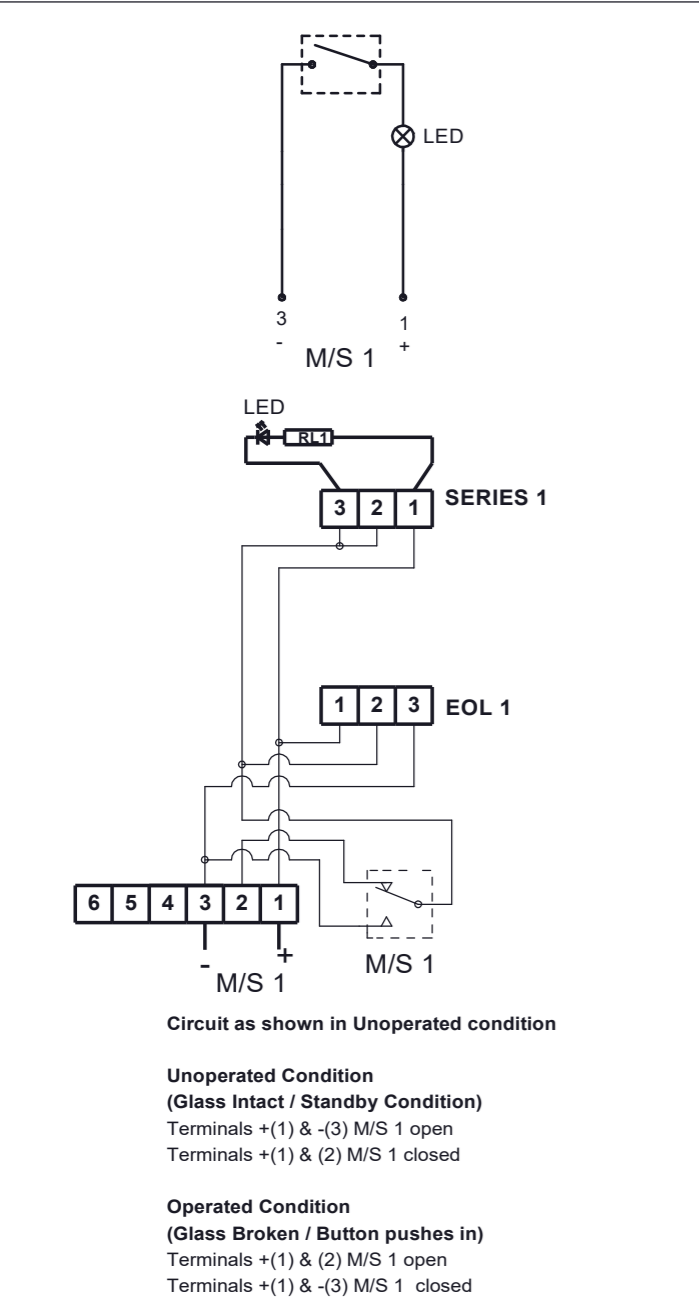 LED
3 1
- +
M/S 1
LED
RL1
3 2 1 SERIES 1
1 2 3 EOL 1
6 5 4 3 2 1
- +
M/S 1
M/S 1
Circuit as shown in Unoperated condition
Unoperated Condition
(Glass Intact / Standby Condition)
Terminals +(1) & -(3) M/S 1 open
Terminals +(1) & (2) M/S 1 closed
Operated Condition
(Glass Broken / Button pushes in)
Terminals +(1) & (2) M/S 1 open
Terminals +(1) & -(3) M/S 1 closed